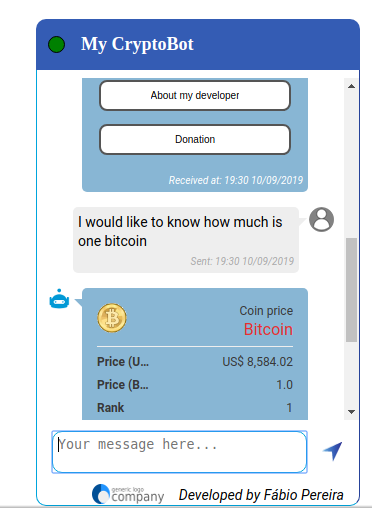 My CryptoBot
About my developer
Donation
Received at: 19:30 10/09/2019
I would like to know how much is
one bitcoin
Sent: 19:30 10/09/2019
Coin price
Bitcoin
Price (U... US$ 8,584.02
Price (B... 1.0
Rank 1
Your message here...
generic logo
company
Developed by Fábio Pereira